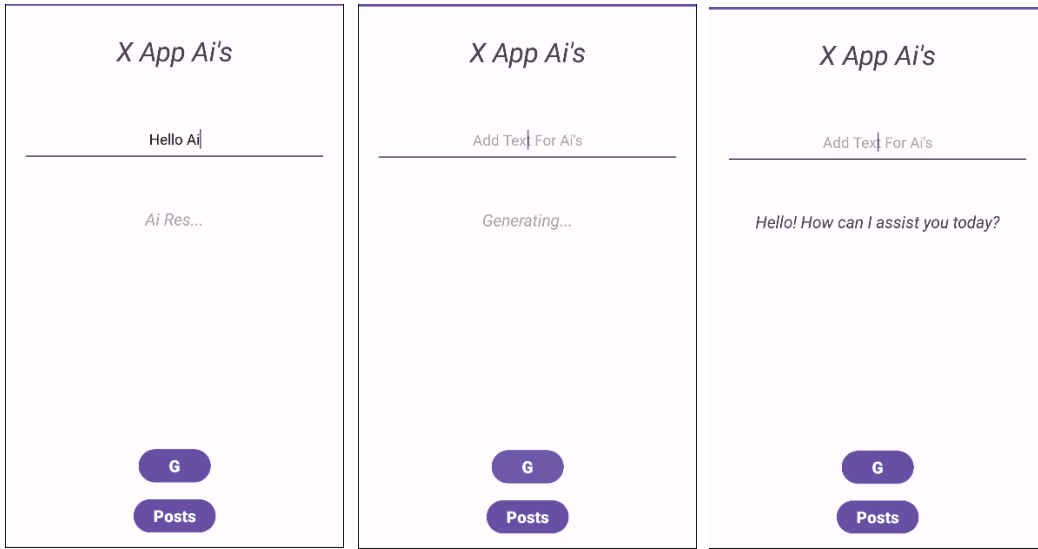 X App Ai's
Hello Ai
Ai Res...
G
Posts
X App Ai's
Add Text For Ai's
Generating...
G
Posts
X App Ai's
Add Text For Ai's
Hello! How can I assist you today?
G
Posts